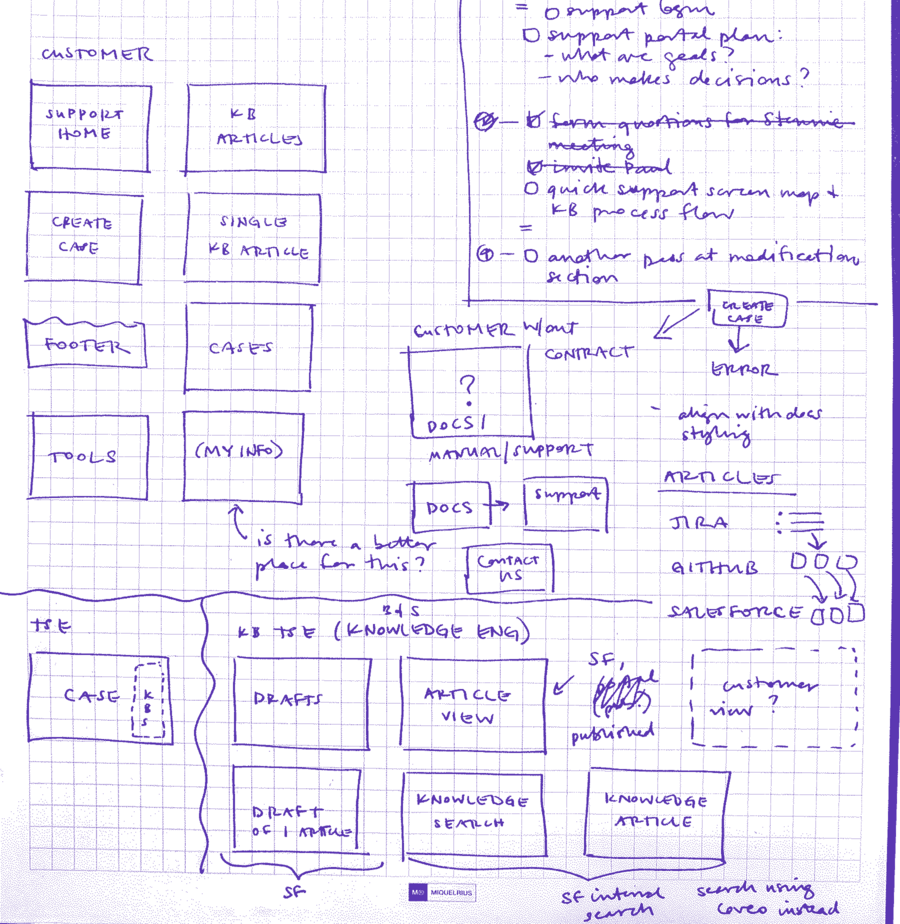 = support login
support portal plan:
- what are goals?
- who makes decisions?
- form questions for Stennie
meeting
invite Paul
quick support screen map +
KB process flow
=
- another pass at modification
section
CUSTOMER
SUPPORT
HOME
KB
ARTICLES
CREATE
CASE
SINGLE
KB ARTICLE
FOOTER
CASES
TOOLS
(MY INFO)
is there a better
place for this?
CREATE
CASE
ERROR
CUSTOMER W/OUT
CONTRACT
?
DOCS/
MANUAL/SUPPORT
DOCS
Support
CONTACT
US
- align with docs
styling
ARTICLES
JIRA
GITHUB
SALESFORCE
TSE
CASE
KBS
KB TSE (KNOWLEDGE ENG)
DRAFTS
ARTICLE
VIEW
SF,
published
customer
view?
DRAFT
OF 1 ARTICLE
KNOWLEDGE
SEARCH
KNOWLEDGE
ARTICLE
SF
SF internal
search
search using
coveo instead
MIQUELRIUS